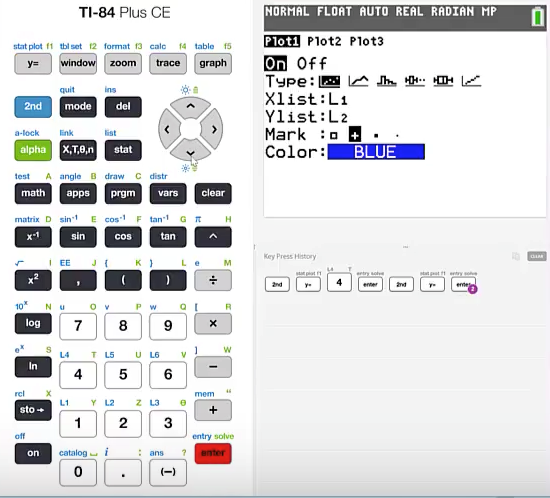 TI-84 Plus CE
stat plot f1 tbl set f2 format f3 calc f4 table f5
y= window zoom trace graph
quit ins
2nd mode del
a-lock link list
alpha X,T,θ,n stat
test A angle B draw C distr
math apps prgm vars clear
matrix D sin⁻¹ E cos⁻¹ F tan⁻¹ G π H
x⁻¹ sin cos tan ^
√ I EE J { K } L e M
x² , ( ) ÷
10ˣ N u O v P w Q [ R
log 7 8 9 ×
eˣ S L4 T L5 U L6 V ] W
ln 4 5 6 −
rcl X L1 Y L2 Z L3 θ mem "
sto→ 1 2 3 +
off catalog ⎵ i : ans ? entry solve
on 0 . (−) enter
NORMAL FLOAT AUTO REAL RADIAN MP
Plot1 Plot2 Plot3
On Off
Type:
Xlist:L1
Ylist:L2
Mark :
Color: BLUE
Key Press History
CLEAR
stat plot f1 L4 T entry solve stat plot f1 entry solve
2nd y= 4 enter 2nd y= enter
2